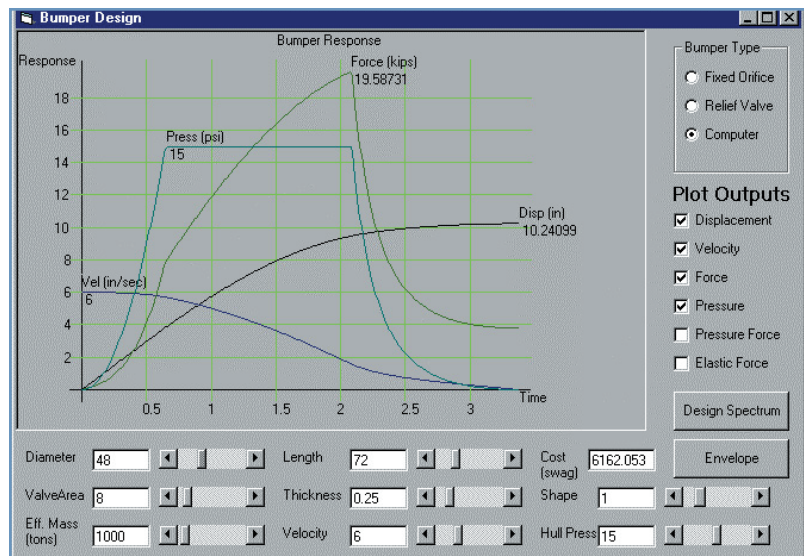 Bumper Design
Bumper Response
Response
Force (kips)
19.58731
Press (psi)
15
Disp (in)
10.24099
Vel (in/sec)
6
18
16
14
12
10
8
6
4
2
0.5 1 1.5 2 2.5 3
Time
Bumper Type
Fixed Orifice
Relief Valve
Computer
Plot Outputs
Displacement
Velocity
Force
Pressure
Pressure Force
Elastic Force
Design Spectrum
Envelope
Diameter 48 Length 72 Cost (swag) 6162.053
ValveArea 8 Thickness 0.25 Shape 1
Eff. Mass (tons) 1000 Velocity 6 Hull Press 15